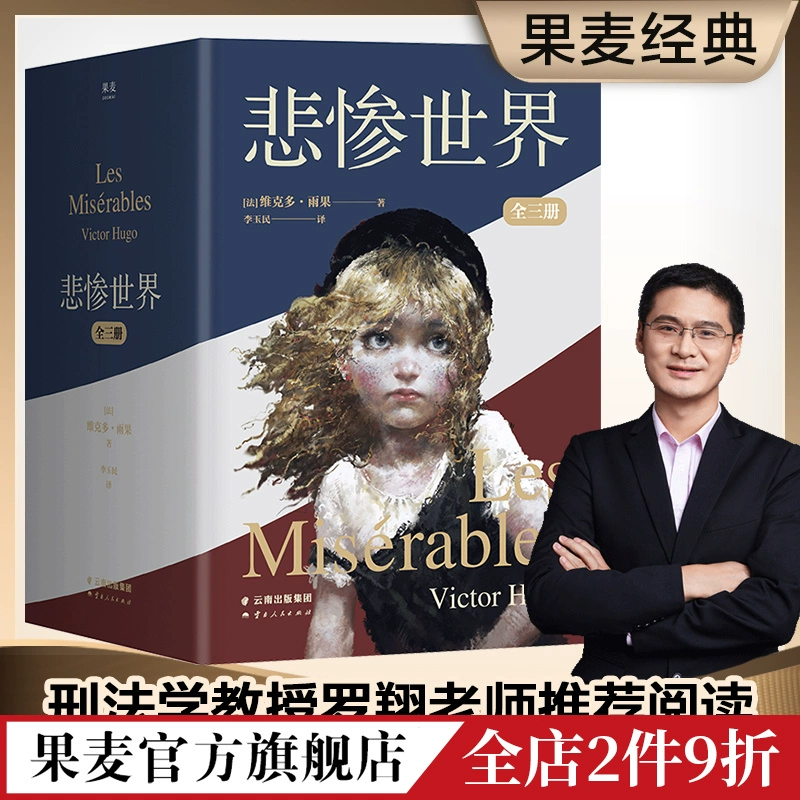 果麦经典
果麦
Les
Misérables
Victor Hugo
悲惨世界
全三册
[法]
维克多·雨果
著
李玉民
译
悲惨世界
[法]维克多·雨果——著
李玉民——译
全三册
Les
Misérables
Victor H
云南出版集团
云南人民出版社
刑法学教授罗翔老师推荐阅读
果麦官方旗舰店
全店2件9折